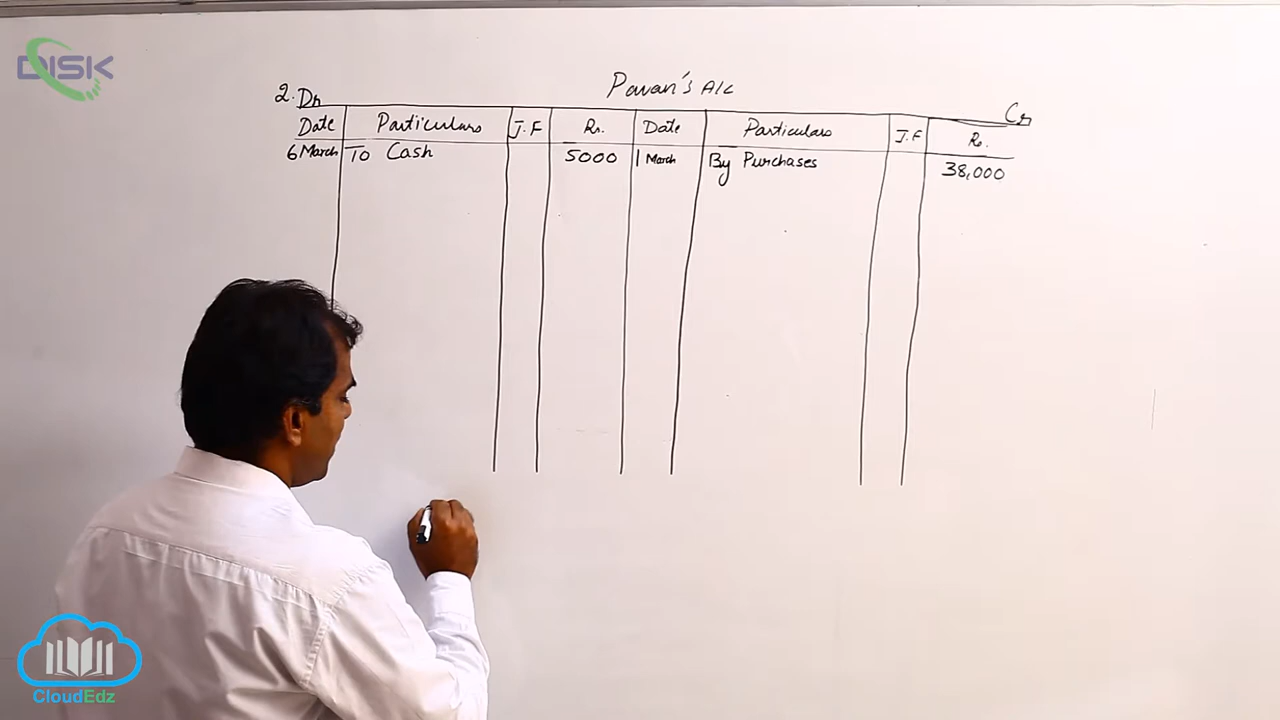 DISK
Pavan's A/c
2. Dr Cr
Date Particulars J.F Rs. Date Particulars J.F Rs.
6 March To Cash 5000 1 March By Purchases 38,000
CloudEdz